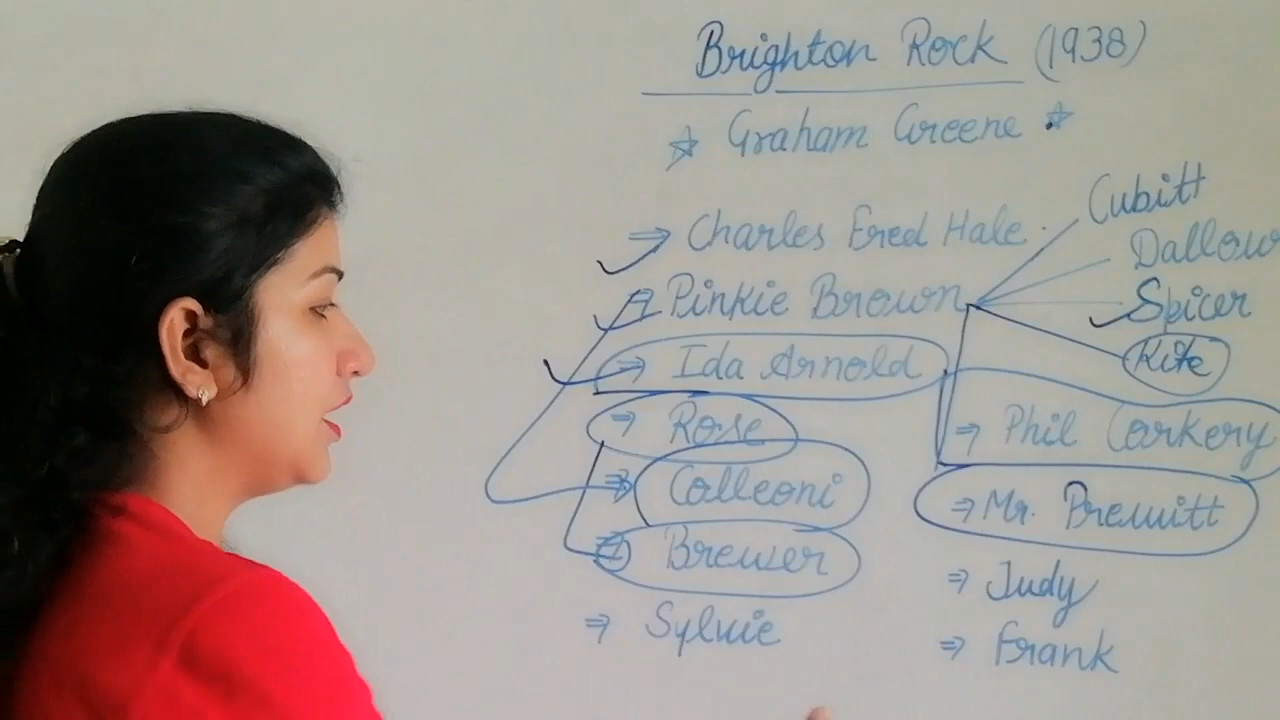 Brighton Rock (1938)
☆ Graham Greene ☆
⇒ Charles Fred Hale.
⇒ Pinkie Brown
Cubitt
Dallow
Spicer
Kite
⇒ Ida Arnold
⇒ Rose
⇒ Colleoni
⇒ Brewer
⇒ Sylvie
⇒ Phil Corkery
⇒ Mr. Prewitt
⇒ Judy
⇒ Frank